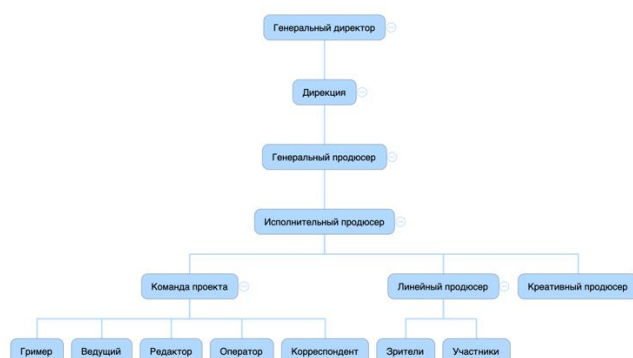 Генеральный директор
Дирекция
Генеральный продюсер
Исполнительный продюсер
Команда проекта
Линейный продюсер
Креативный продюсер
Гример
Ведущий
Редактор
Оператор
Корреспондент
Зрители
Участники